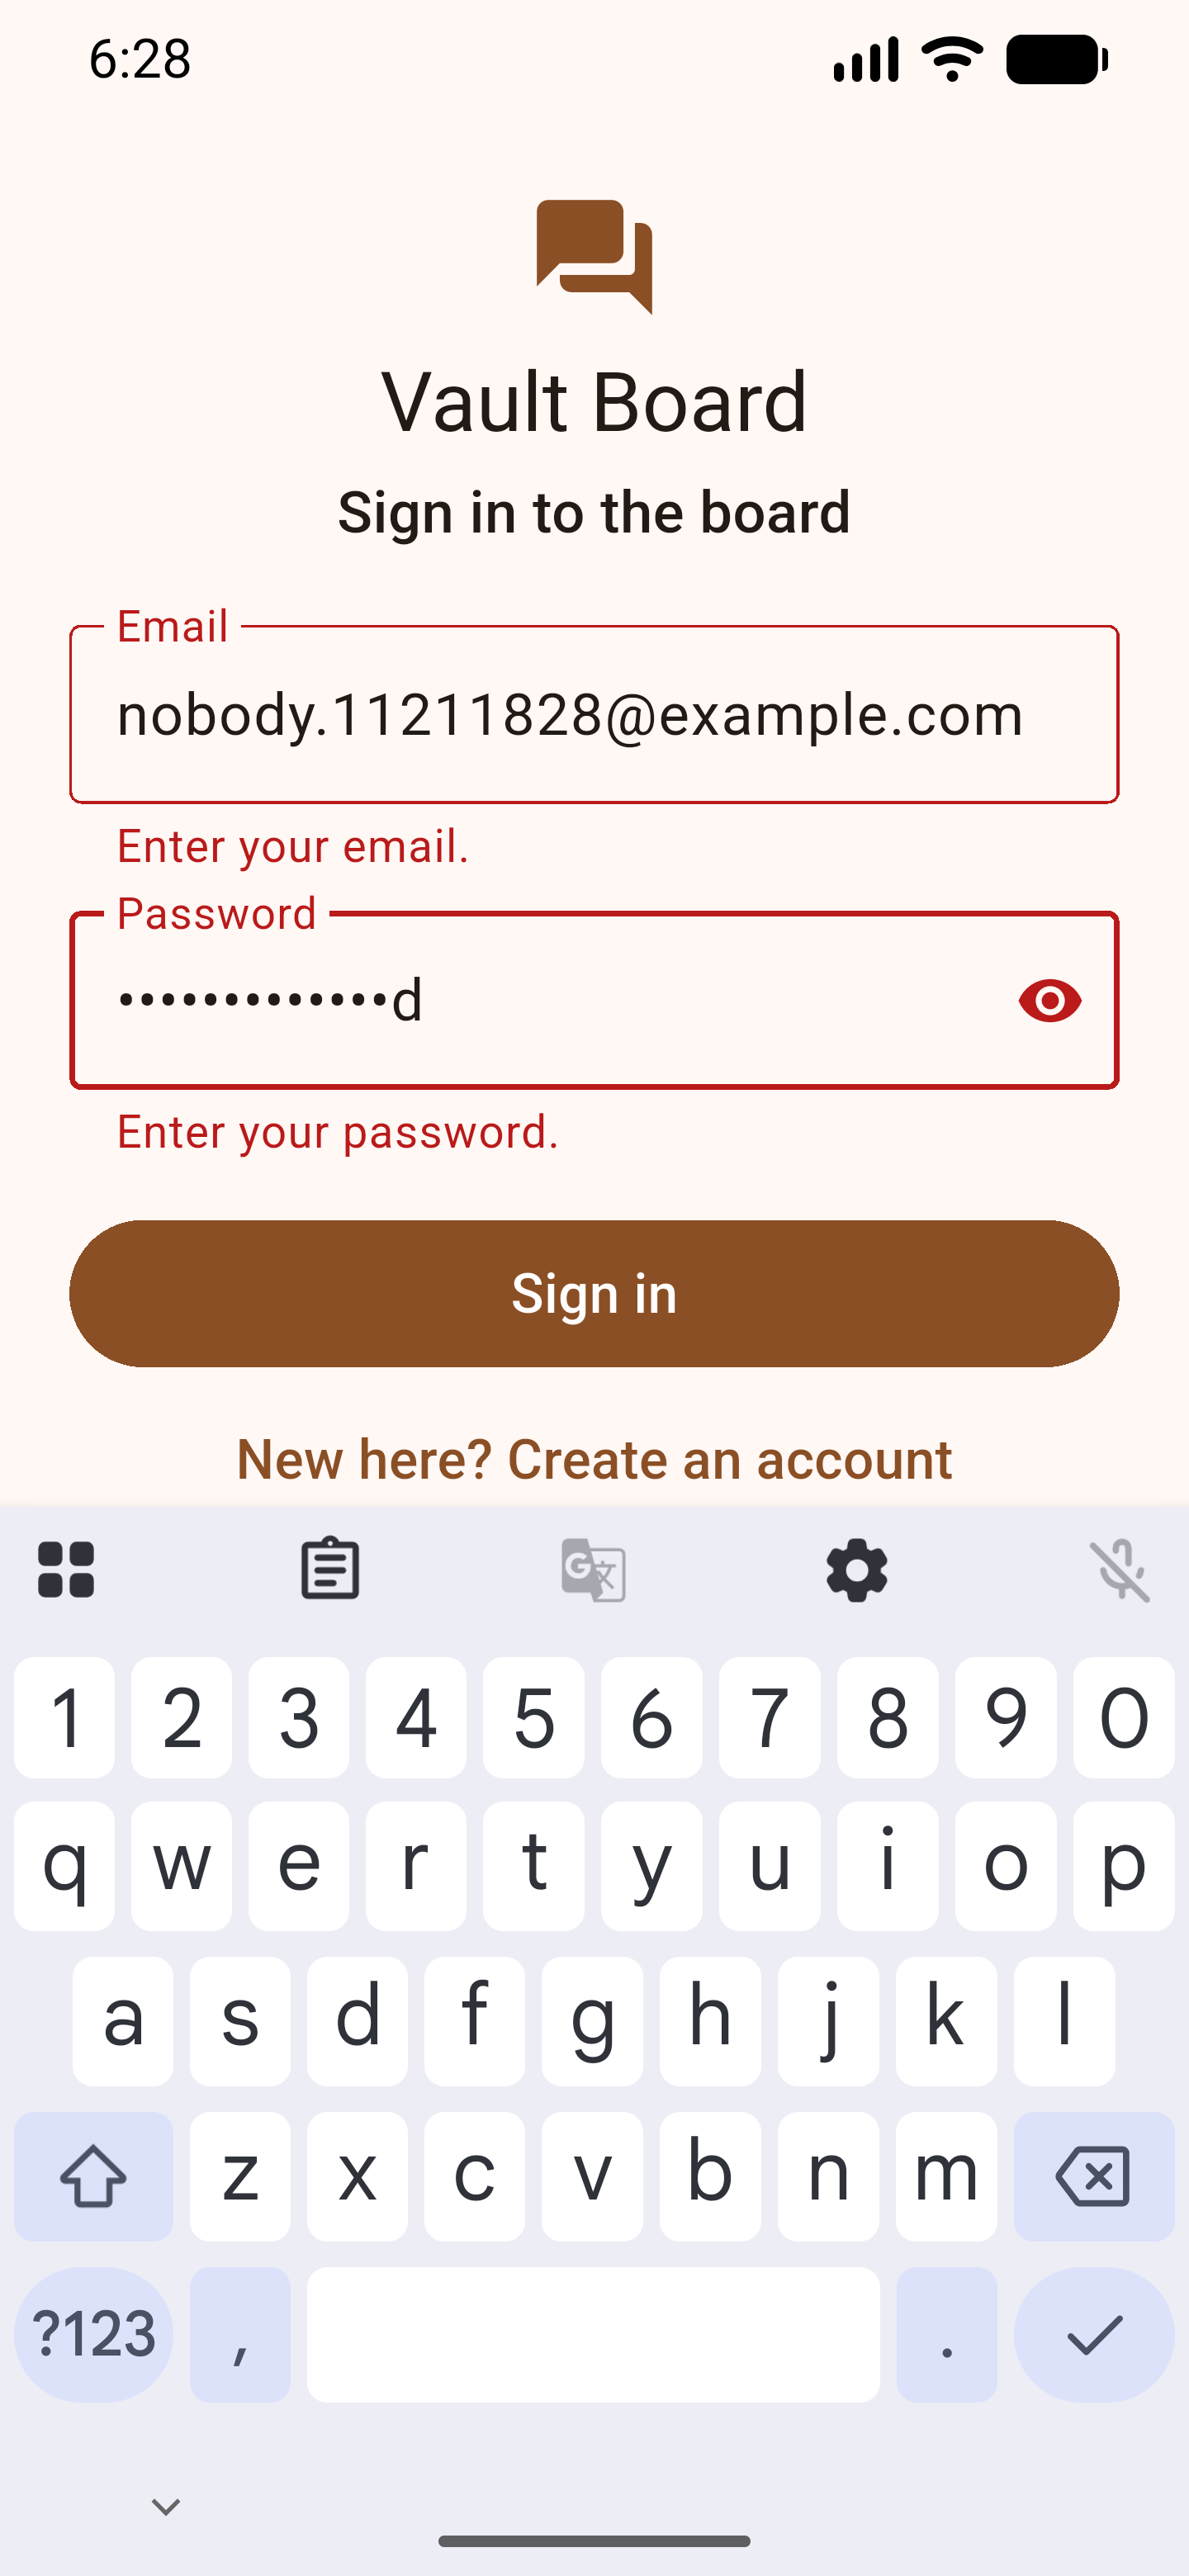 6:28
Vault Board
Sign in to the board
Email
nobody.11211828@example.com
Enter your email.
Password
•••••••••••••d
Enter your password.
Sign in
New here? Create an account
1 2 3 4 5 6 7 8 9 0
q w e r t y u i o p
a s d f g h j k l
z x c v b n m
?123 , .